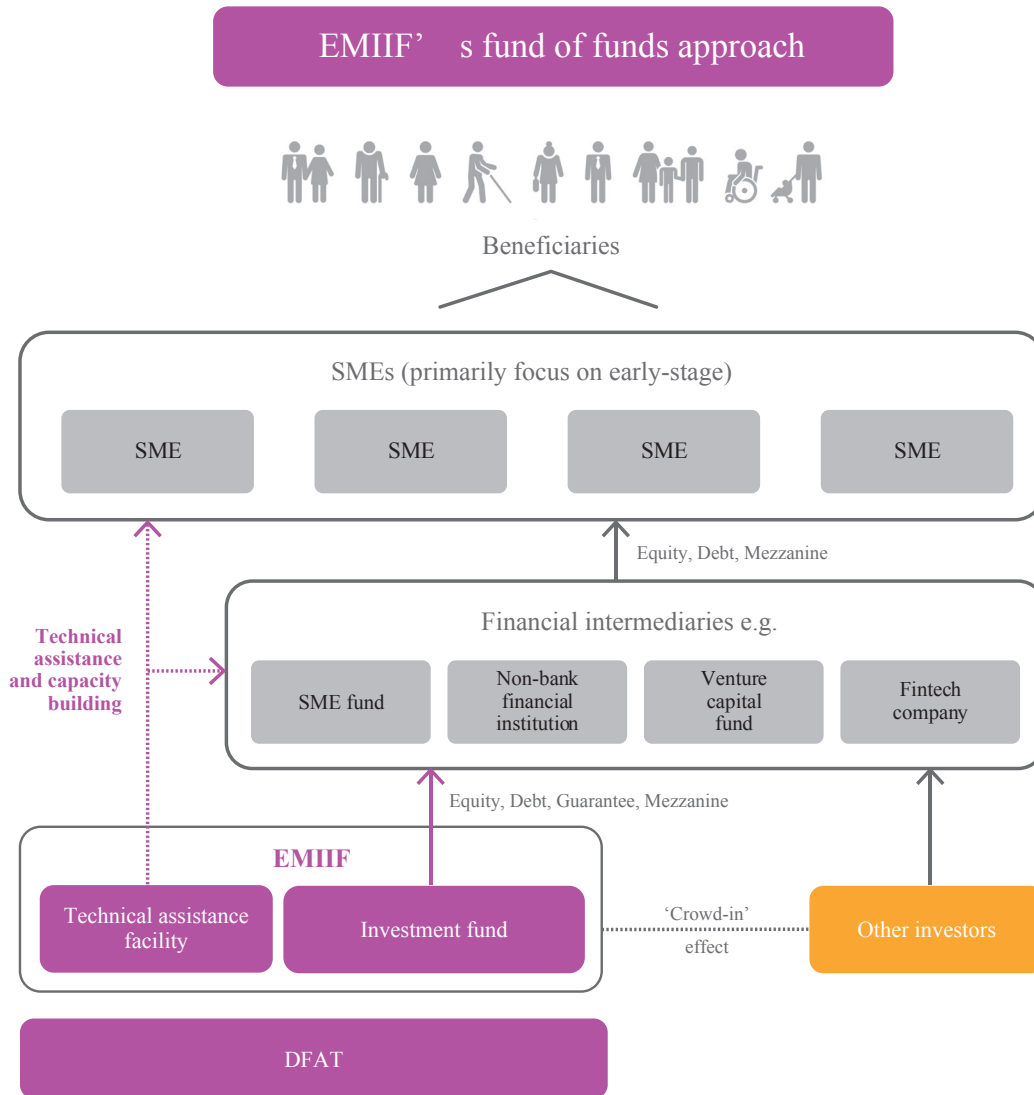 EMIIF’ s fund of funds approach
Beneficiaries
SMEs (primarily focus on early-stage)
SME
SME
SME
SME
Equity, Debt, Mezzanine
Technical
assistance
and capacity
building
Financial intermediaries e.g.
SME fund
Non-bank
financial
institution
Venture
capital
fund
Fintech
company
Equity, Debt, Guarantee, Mezzanine
EMIIF
Technical assistance
facility
Investment fund
‘Crowd-in’
effect
Other investors
DFAT